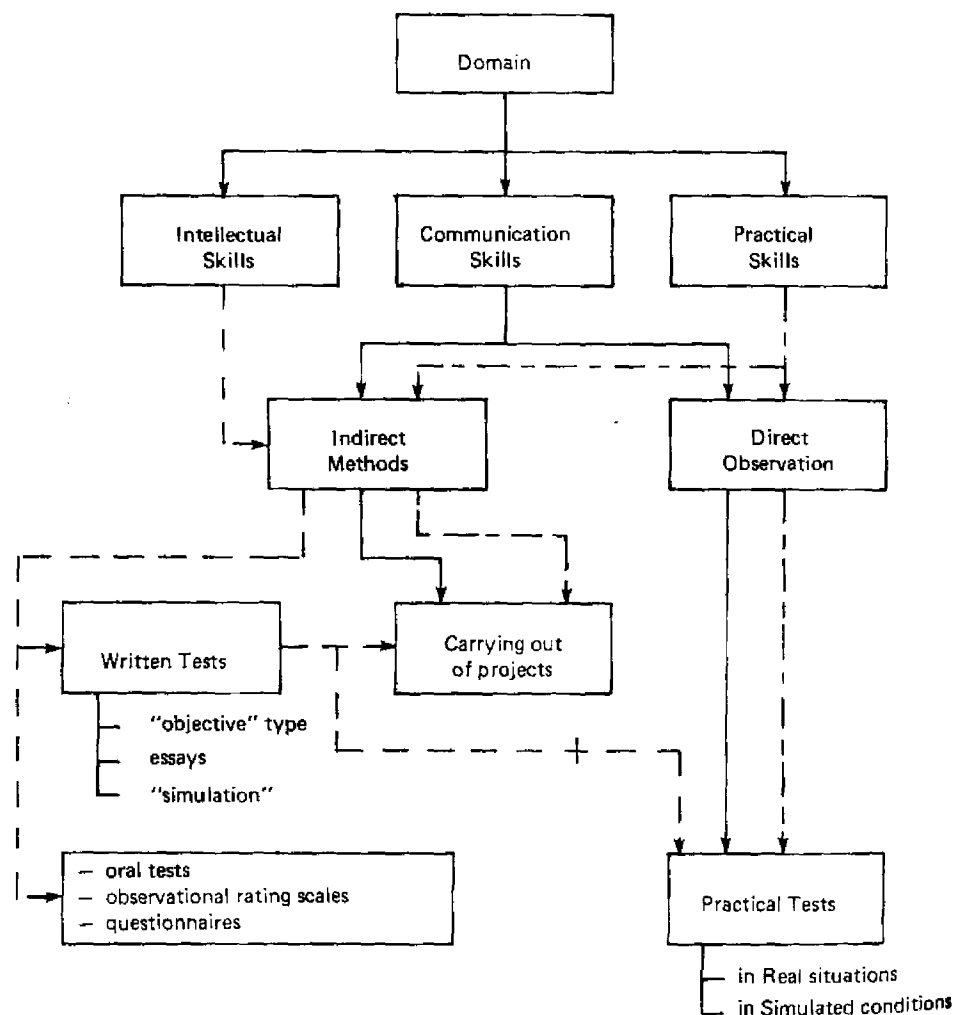 Domain
Intellectual
Skills
Communication
Skills
Practical
Skills
Indirect
Methods
Direct
Observation
Written Tests
"objective" type
essays
"simulation"
Carrying out
of projects
– oral tests
– observational rating scales
– questionnaires
Practical Tests
in Real situations
in Simulated conditions